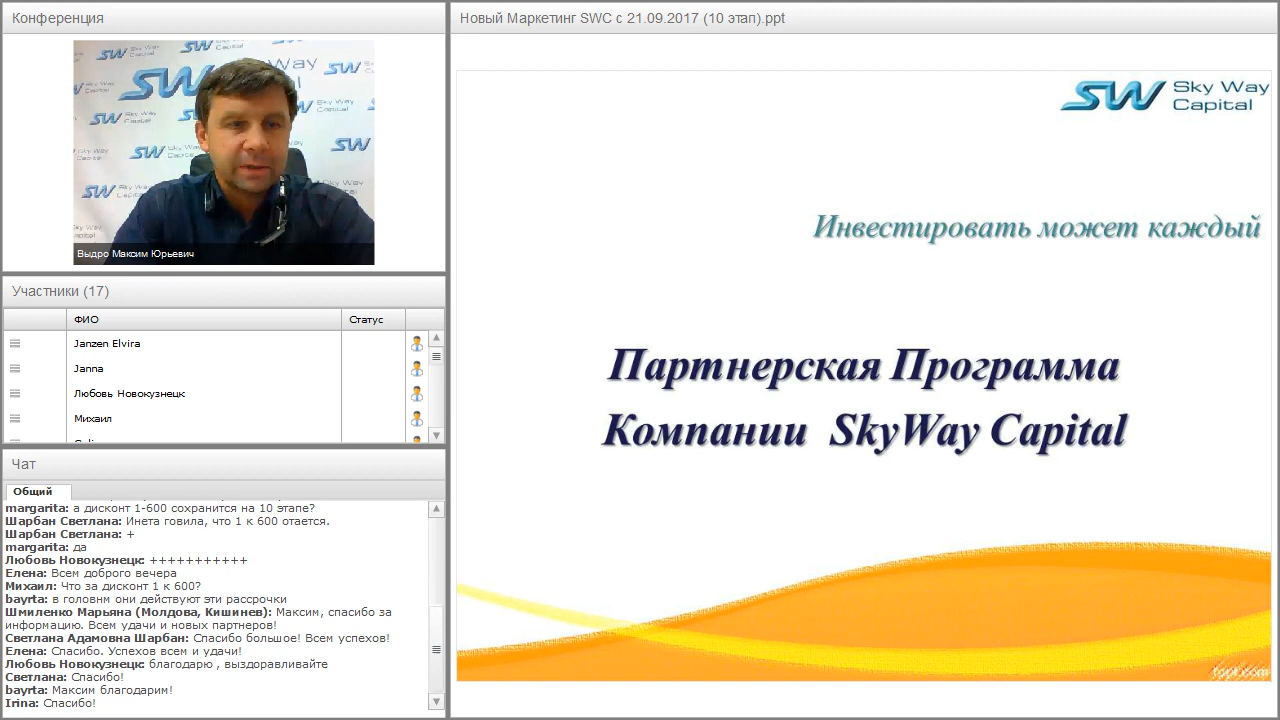 Конференция
Sky Way
Capital
SW
Выдро Максим Юрьевич
Участники (17)
ФИО
Статус
Janzen Elvira
Janna
Любовь Новокузнецк
Михаил
Чат
Общий
margarita: а дисконт 1-600 сохранится на 10 этапе?
Шарбан Светлана: Инета говила, что 1 к 600 отается.
Шарбан Светлана: +
margarita: да
Любовь Новокузнецк: +++++++++++
Елена: Всем доброго вечера
Михаил: Что за дисконт 1 к 600?
bayrta: в головнм они действуют эти рассрочки
Шмиленко Марьяна (Молдова, Кишинев): Максим, спасибо за
информацию. Всем удачи и новых партнеров!
Светлана Адамовна Шарбан: Спасибо большое! Всем успехов!
Елена: Спасибо. Успехов всем и удачи!
Любовь Новокузнецк: благодарю , выздоравливайте
Светлана: Спасибо!
bayrta: Максим благодарим!
Irina: Спасибо!
Новый Маркетинг SWC с 21.09.2017 (10 этап).ppt
SW Sky Way
Capital
Инвестировать может каждый
Партнерская Программа
Компании SkyWay Capital